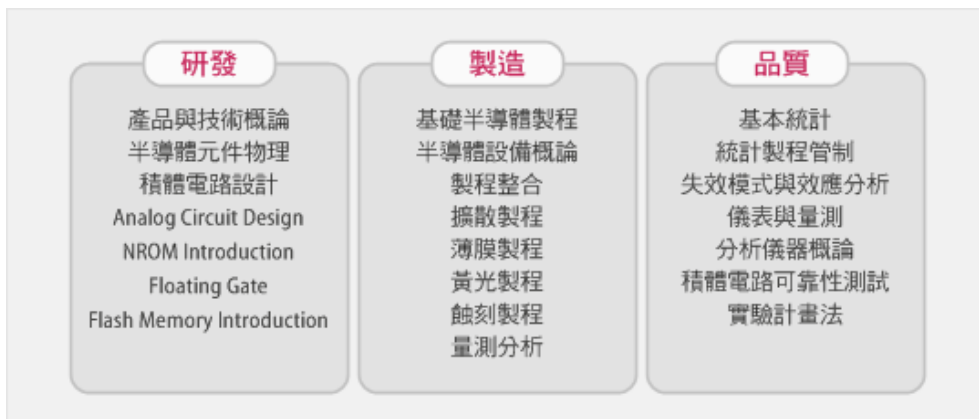 研發
產品與技術概論
半導體元件物理
積體電路設計
Analog Circuit Design
NROM Introduction
Floating Gate
Flash Memory Introduction
製造
基礎半導體製程
半導體設備概論
製程整合
擴散製程
薄膜製程
黃光製程
蝕刻製程
量測分析
品質
基本統計
統計製程管制
失效模式與效應分析
儀表與量測
分析儀器概論
積體電路可靠性測試
實驗計畫法